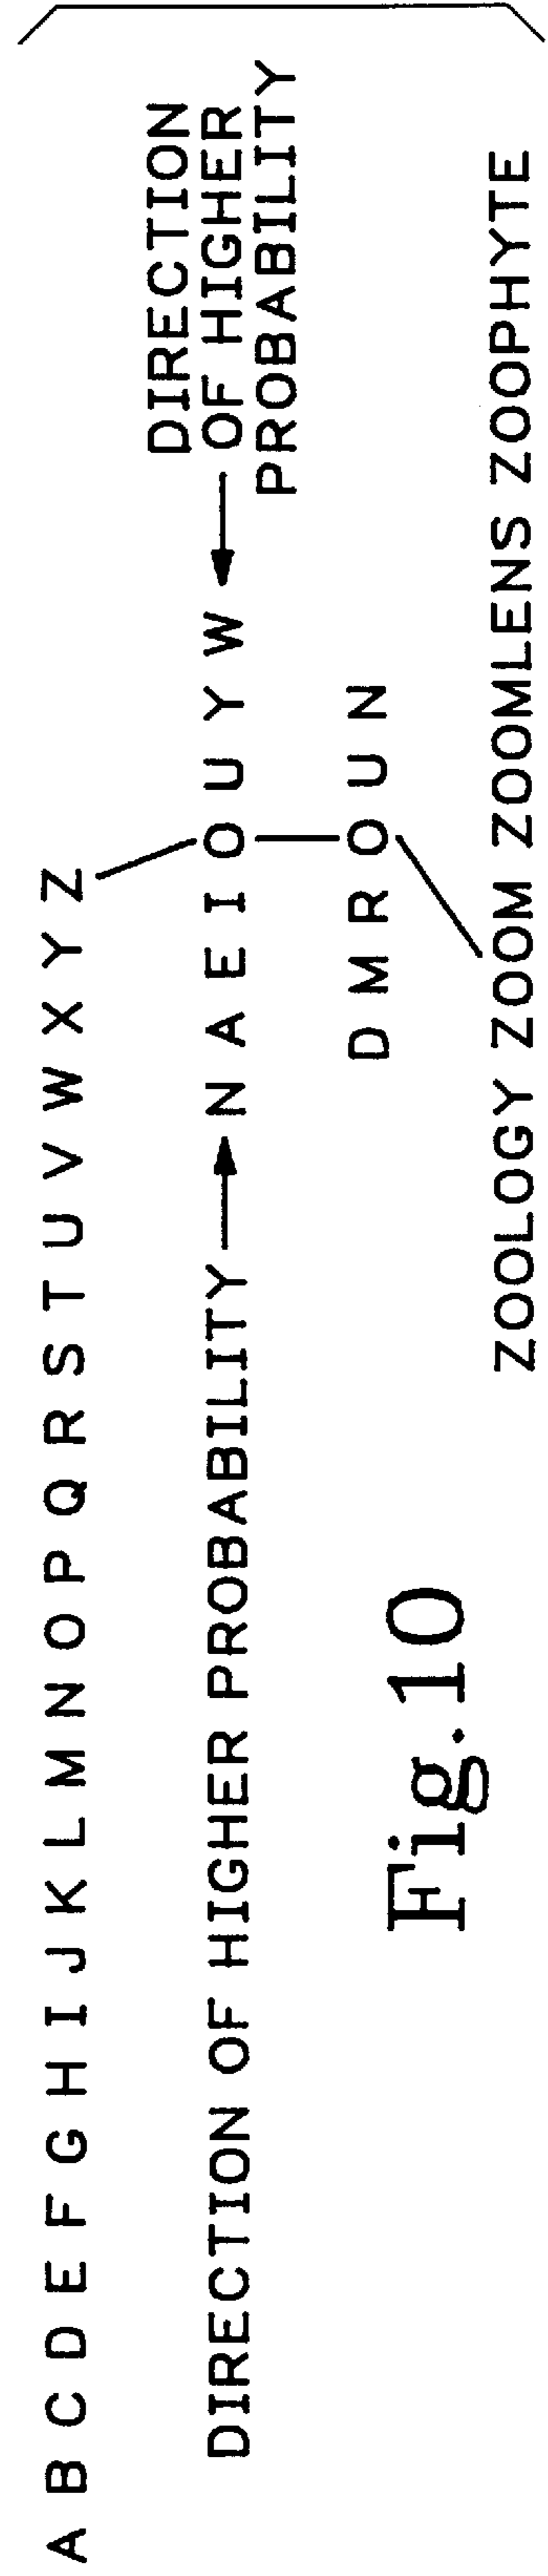 A B C D E F G H I J K L M N O P Q R S T U V W X Y Z
DIRECTION OF HIGHER PROBABILITY N A E I O U Y W
DIRECTION
OF HIGHER
PROBABILITY
D M R O U N
ZOOLOGY ZOOM ZOOMLENS ZOOPHYTE
Fig. 10